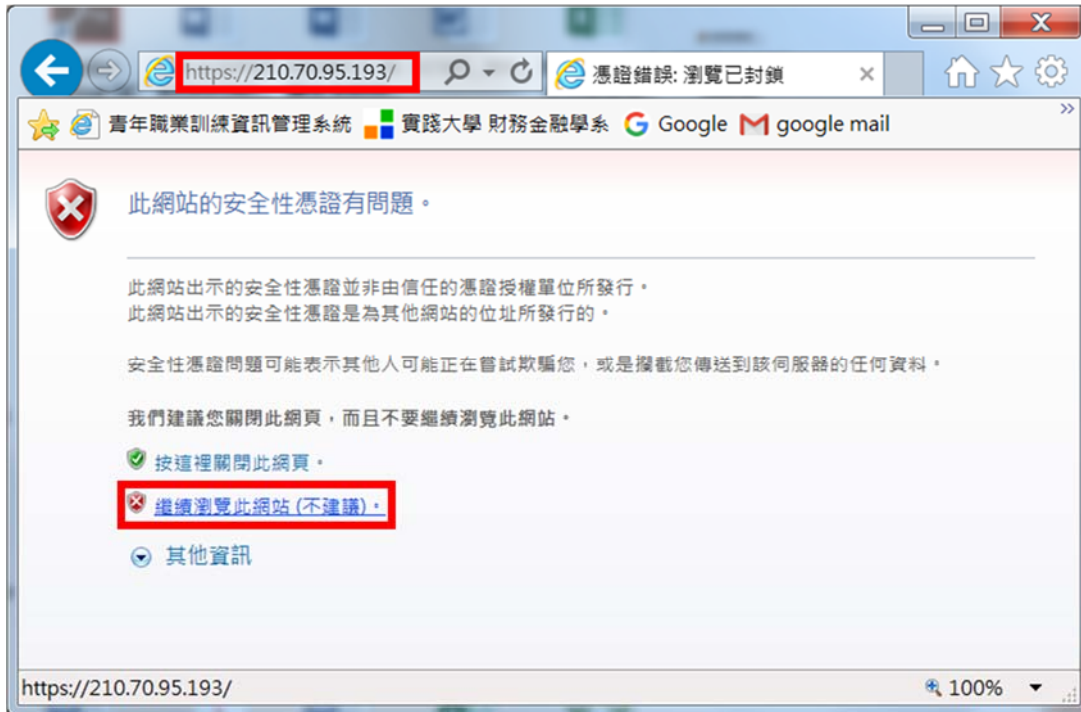 https://210.70.95.193/
憑證錯誤: 瀏覽已封鎖
青年職業訓練資訊管理系統 實踐大學 財務金融學系 Google google mail
此網站的安全性憑證有問題。
此網站出示的安全性憑證並非由信任的憑證授權單位所發行。
此網站出示的安全性憑證是為其他網站的位址所發行的。
安全性憑證問題可能表示其他人可能正在嘗試欺騙您，或是攔截您傳送到該伺服器的任何資料。
我們建議您關閉此網頁，而且不要繼續瀏覽此網站。
按這裡關閉此網頁。
繼續瀏覽此網站 (不建議)。
其他資訊
https://210.70.95.193/
100%